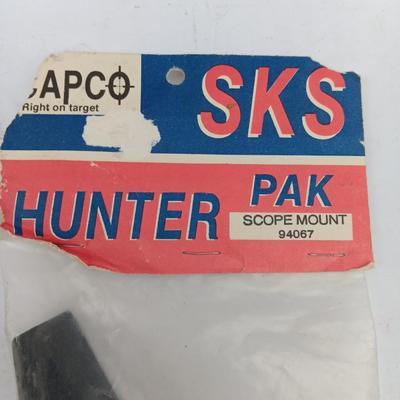 CAPCO
Right on target
SKS
HUNTER
PAK
SCOPE MOUNT
94067